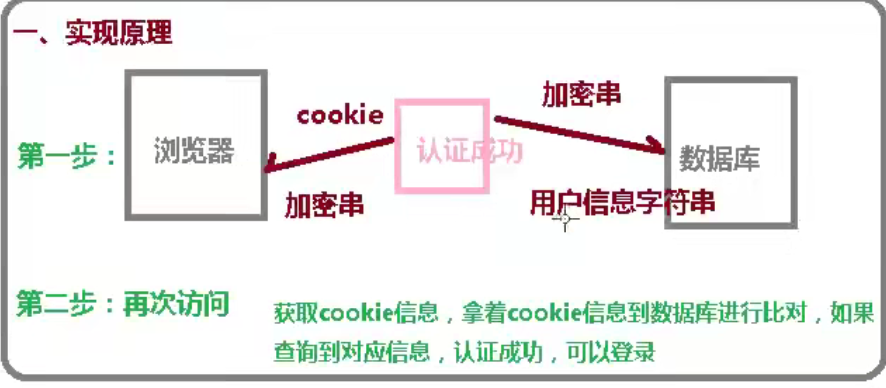 一、实现原理
cookie
加密串
第一步：
浏览器
认证成功
数据库
加密串
用户信息字符串
第二步：再次访问
获取cookie信息，拿着cookie信息到数据库进行比对，如果
查询到对应信息，认证成功，可以登录